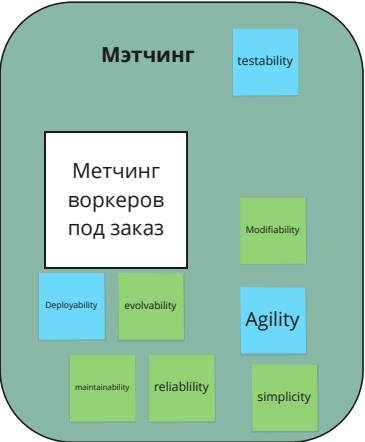 Мэтчинг
testability
Метчинг
воркеров
под заказ
Modifiability
Deployability
evolvability
Agility
maintainability
reliablility
simplicity